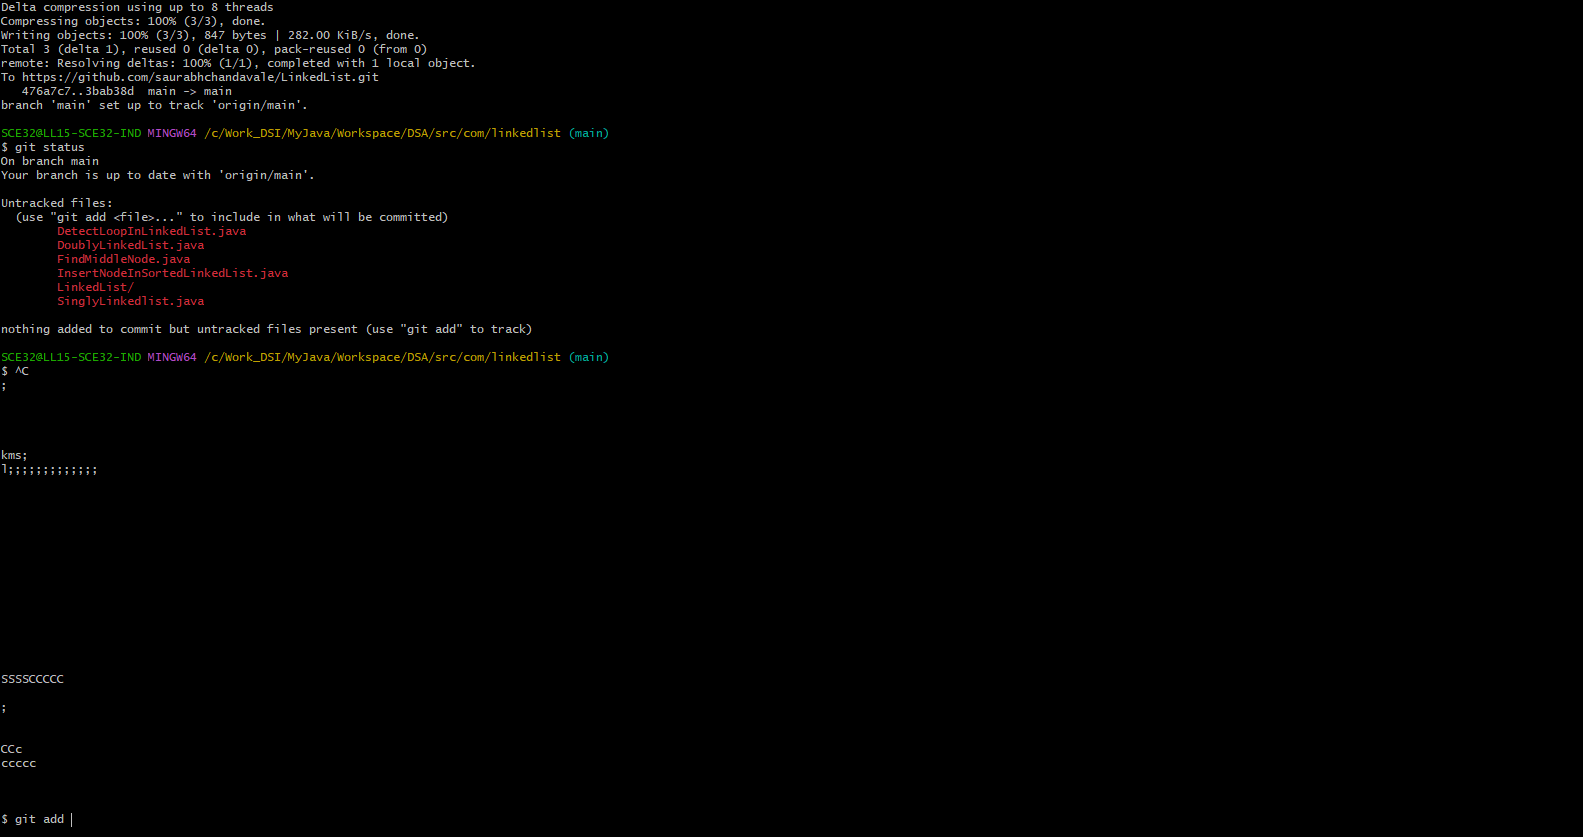 Delta compression using up to 8 threads
Compressing objects: 100% (3/3), done.
Writing objects: 100% (3/3), 847 bytes | 282.00 KiB/s, done.
Total 3 (delta 1), reused 0 (delta 0), pack-reused 0 (from 0)
remote: Resolving deltas: 100% (1/1), completed with 1 local object.
To https://github.com/saurabhchandavale/LinkedList.git
   476a7c7..3bab38d  main -> main
branch 'main' set up to track 'origin/main'.
SCE32@LL15-SCE32-IND MINGW64 /c/Work_DSI/MyJava/Workspace/DSA/src/com/linkedlist (main)
$ git status
On branch main
Your branch is up to date with 'origin/main'.
Untracked files:
  (use "git add <file>..." to include in what will be committed)
        DetectLoopInLinkedList.java
        DoublyLinkedList.java
        FindMiddleNode.java
        InsertNodeInSortedLinkedList.java
        LinkedList/
        SinglyLinkedlist.java
nothing added to commit but untracked files present (use "git add" to track)
SCE32@LL15-SCE32-IND MINGW64 /c/Work_DSI/MyJava/Workspace/DSA/src/com/linkedlist (main)
$ ^C
;
kms;
l;;;;;;;;;;;;;
SSSSCCCCC
;
CCc
ccccc
$ git add